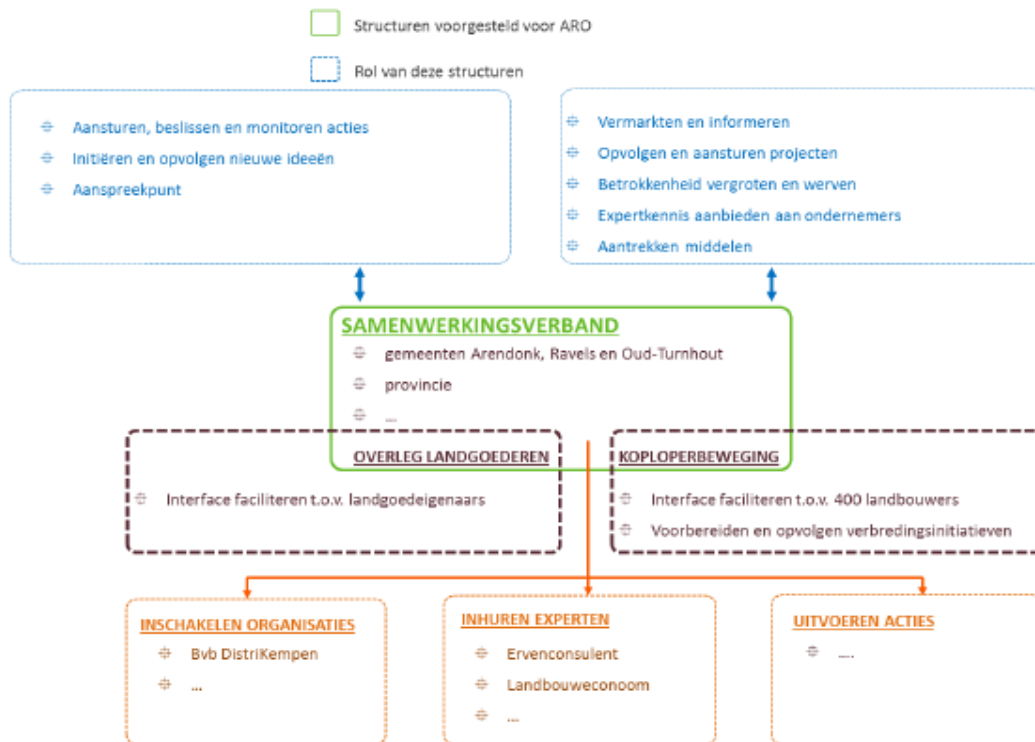 Structuren voorgesteld voor ARO
Rol van deze structuren
Aansturen, beslissen en monitoren acties
Initiëren en opvolgen nieuwe ideeën
Aanspreekpunt
Vermarkten en informeren
Opvolgen en aansturen projecten
Betrokkenheid vergroten en werven
Expertkennis aanbieden aan ondernemers
Aantrekken middelen
SAMENWERKINGSVERBAND
gemeenten Arendonk, Ravels en Oud-Turnhout
provincie
...
OVERLEG LANDGOEDEREN
Interface faciliteren t.o.v. landgoedeigenaars
KOPLOPERBEWEGING
Interface faciliteren t.o.v. 400 landbouwers
Voorbereiden en opvolgen verbredingsinitiatieven
INSCHAKELEN ORGANISATIES
Bvb DistriKempen
...
INHUREN EXPERTEN
Ervenconsulent
Landbouweconoom
...
UITVOEREN ACTIES
....